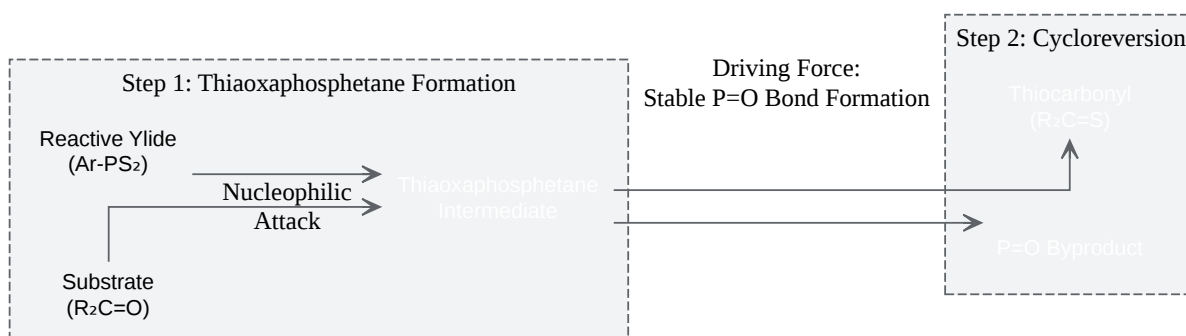 Step 1: Thiaoxaphosphetane Formation
Reactive Ylide
(Ar-PS₂)
Nucleophilic
Attack
Substrate
(R₂C=O)
Thiaoxaphosphetane
Intermediate
Driving Force:
Stable P=O Bond Formation
Step 2: Cycloreversion
Thiocarbonyl
(R₂C=S)
P=O Byproduct